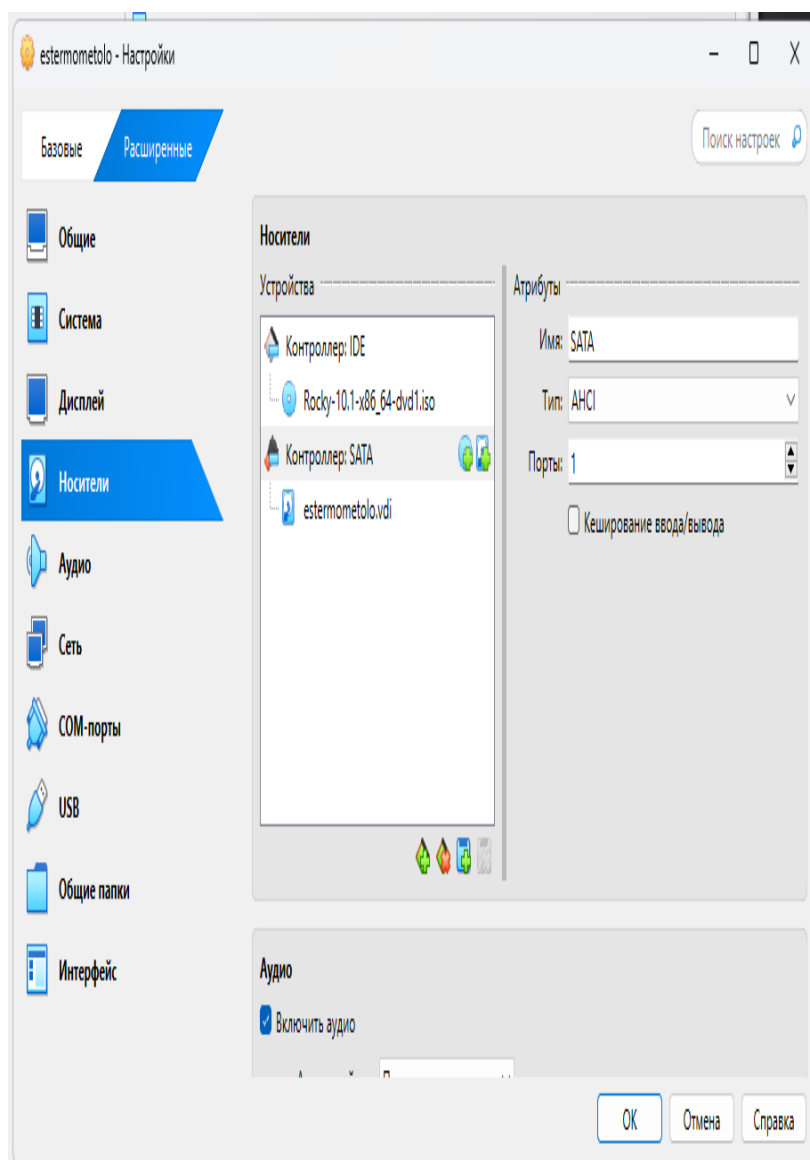 estermometolo - Настройки
Базовые
Расширенные
Поиск настроек
Общие
Система
Дисплей
Носители
Аудио
Сеть
COM-порты
USB
Общие папки
Интерфейс
Носители
Устройства
Контроллер: IDE
Rocky-10.1-x86_64-dvd1.iso
Контроллер: SATA
estermometolo.vdi
Атрибуты
Имя: SATA
Тип: AHCI
Порты: 1
Кеширование ввода/вывода
Аудио
Включить аудио
OK
Отмена
Справка